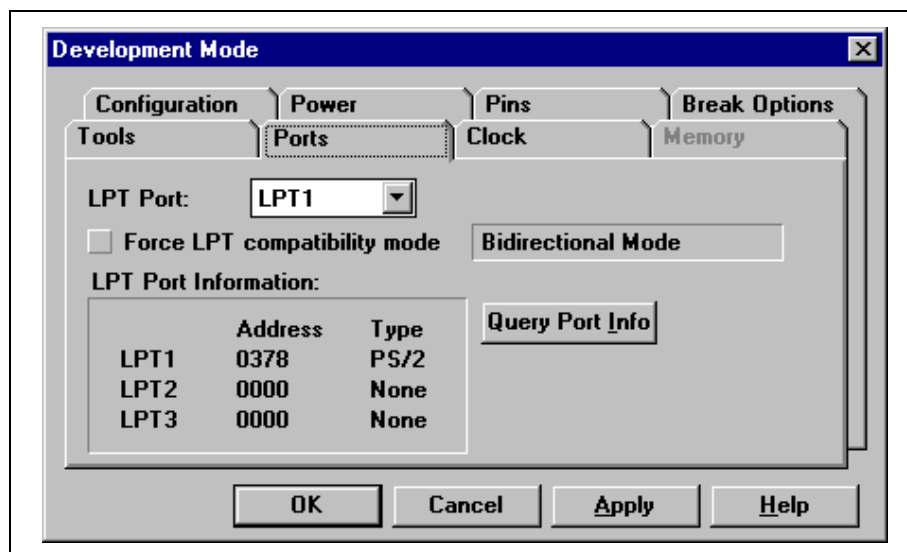 Development Mode
Configuration Power Pins Break Options
Tools Ports Clock Memory
LPT Port: LPT1
Force LPT compatibility mode Bidirectional Mode
LPT Port Information:
Query Port Info
Address Type
LPT1 0378 PS/2
LPT2 0000 None
LPT3 0000 None
OK Cancel Apply Help